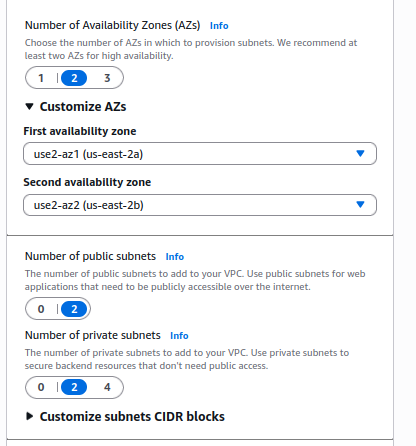 Number of Availability Zones (AZs) Info
Choose the number of AZs in which to provision subnets. We recommend at
least two AZs for high availability.
1 2 3
Customize AZs
First availability zone
use2-az1 (us-east-2a)
Second availability zone
use2-az2 (us-east-2b)
Number of public subnets Info
The number of public subnets to add to your VPC. Use public subnets for web
applications that need to be publicly accessible over the internet.
0 2
Number of private subnets Info
The number of private subnets to add to your VPC. Use private subnets to
secure backend resources that don't need public access.
0 2 4
Customize subnets CIDR blocks